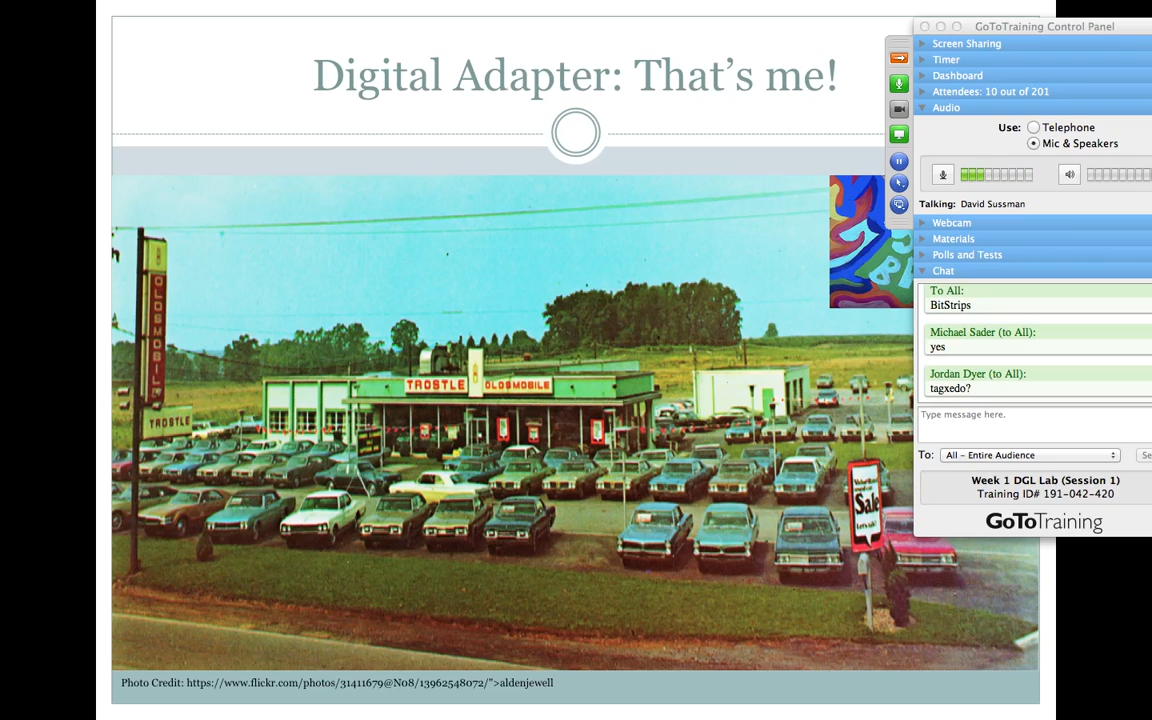 Digital Adapter: That's me!
OLDSMOBILE
TROSTLE
TROSTLE OLDSMOBILE
Sale
Let's talk!
Photo Credit: https://www.flickr.com/photos/31411679@N08/13962548072/">aldenjewell
GoToTraining Control Panel
Screen Sharing
Timer
Dashboard
Attendees: 10 out of 201
Audio
Use: Telephone
Mic & Speakers
Talking: David Sussman
Webcam
Materials
Polls and Tests
Chat
To All:
BitStrips
Michael Sader (to All):
yes
Jordan Dyer (to All):
tagxedo?
Type message here.
To: All - Entire Audience
Se
Week 1 DGL Lab (Session 1)
Training ID# 191-042-420
GoToTraining